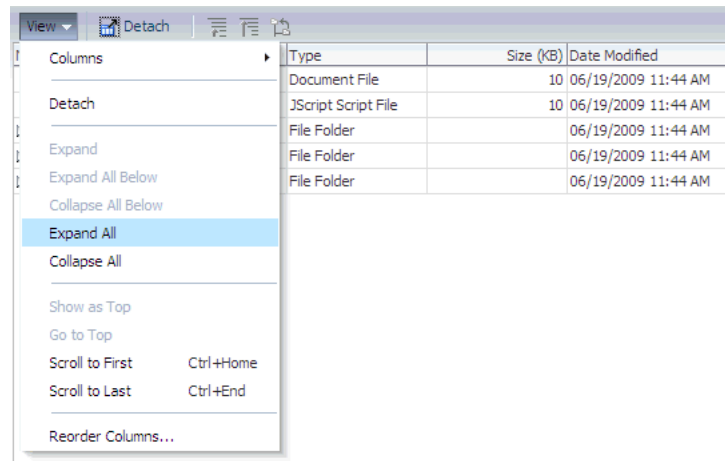 View Detach
Type Size (KB) Date Modified
Columns
Document File 10 06/19/2009 11:44 AM
Detach
JScript Script File 10 06/19/2009 11:44 AM
File Folder 06/19/2009 11:44 AM
Expand
File Folder 06/19/2009 11:44 AM
Expand All Below
File Folder 06/19/2009 11:44 AM
Collapse All Below
Expand All
Collapse All
Show as Top
Go to Top
Scroll to First Ctrl+Home
Scroll to Last Ctrl+End
Reorder Columns...